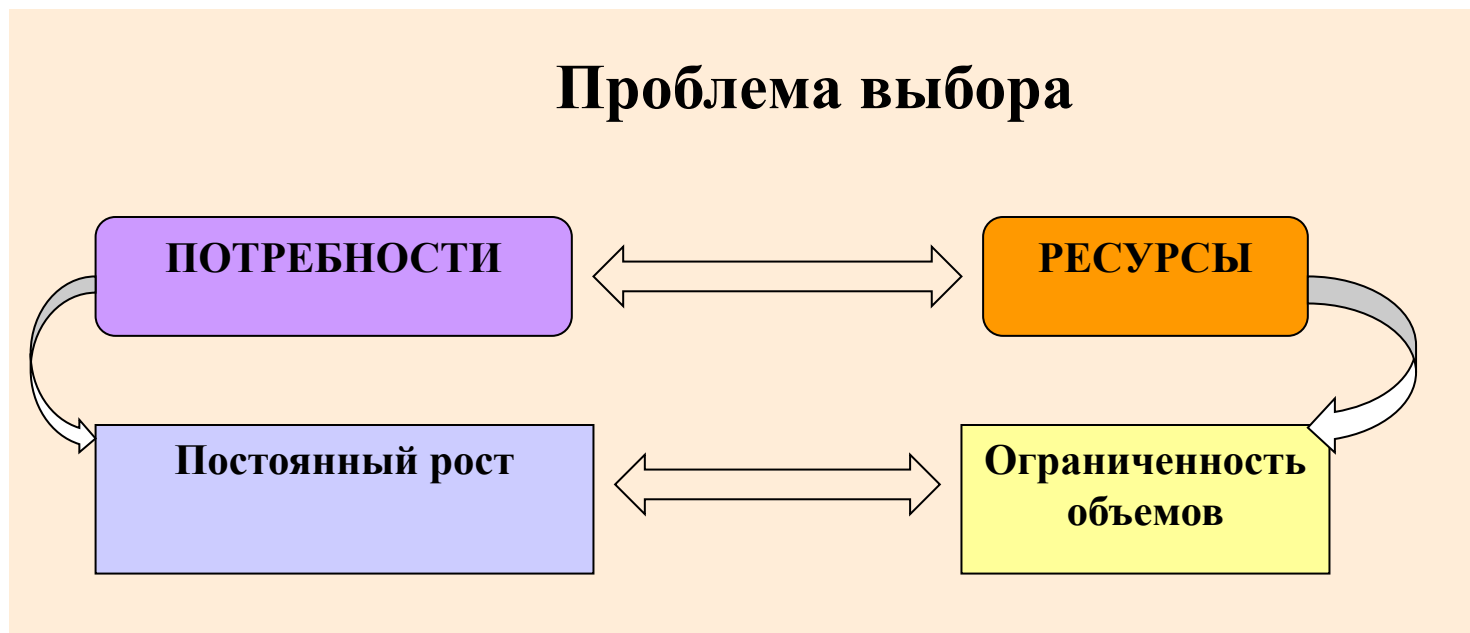 Проблема выбора
ПОТРЕБНОСТИ
РЕСУРСЫ
Постоянный рост
Ограниченность
объемов